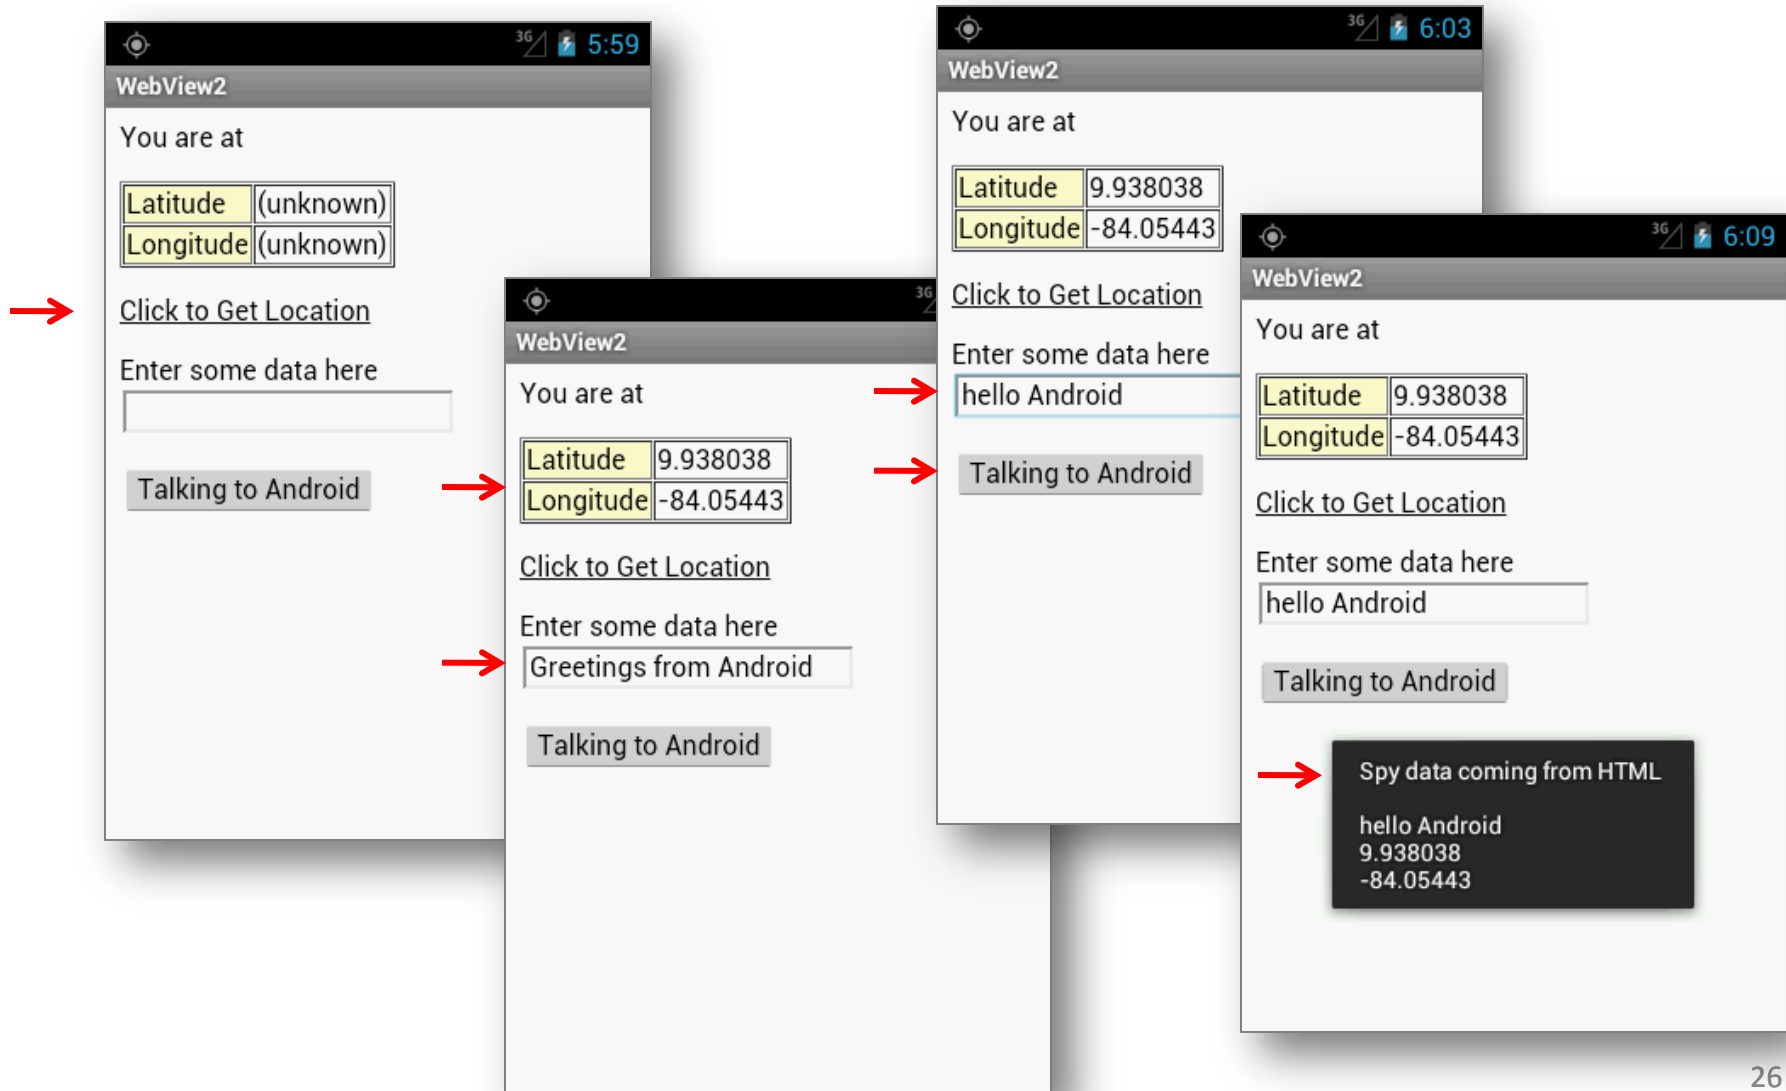 3G 5:59
WebView2
You are at
Latitude (unknown)
Longitude (unknown)
Click to Get Location
Enter some data here
Talking to Android
3G
WebView2
You are at
Latitude 9.938038
Longitude -84.05443
Click to Get Location
Enter some data here
Greetings from Android
Talking to Android
3G 6:03
WebView2
You are at
Latitude 9.938038
Longitude -84.05443
Click to Get Location
Enter some data here
hello Android
Talking to Android
3G 6:09
WebView2
You are at
Latitude 9.938038
Longitude -84.05443
Click to Get Location
Enter some data here
hello Android
Talking to Android
Spy data coming from HTML
hello Android
9.938038
-84.05443
26